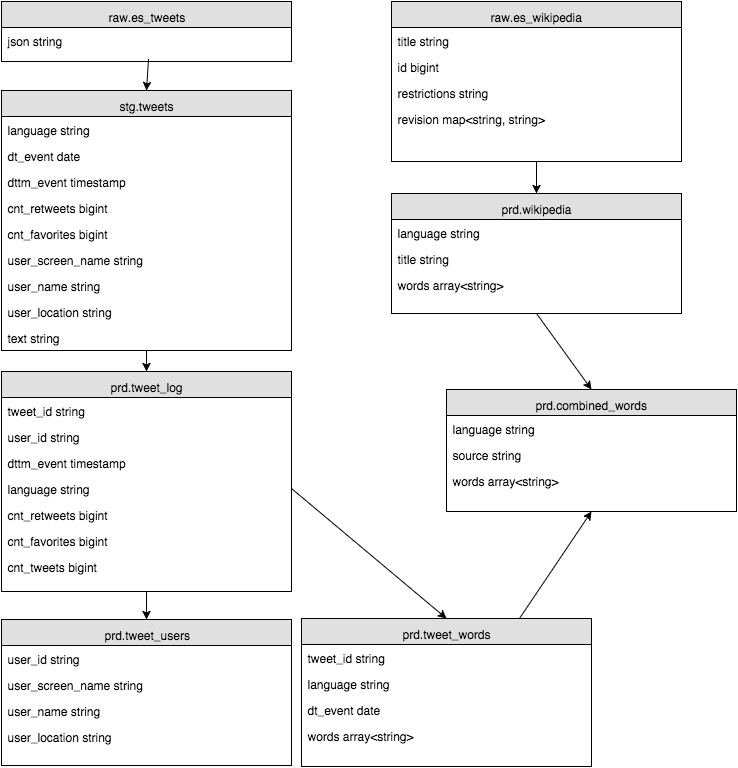 raw.es_tweets
json string
stg.tweets
language string
dt_event date
dttm_event timestamp
cnt_retweets bigint
cnt_favorites bigint
user_screen_name string
user_name string
user_location string
text string
prd.tweet_log
tweet_id string
user_id string
dttm_event timestamp
language string
cnt_retweets bigint
cnt_favorites bigint
cnt_tweets bigint
prd.tweet_users
user_id string
user_screen_name string
user_name string
user_location string
raw.es_wikipedia
title string
id bigint
restrictions string
revision map<string, string>
prd.wikipedia
language string
title string
words array<string>
prd.combined_words
language string
source string
words array<string>
prd.tweet_words
tweet_id string
language string
dt_event date
words array<string>